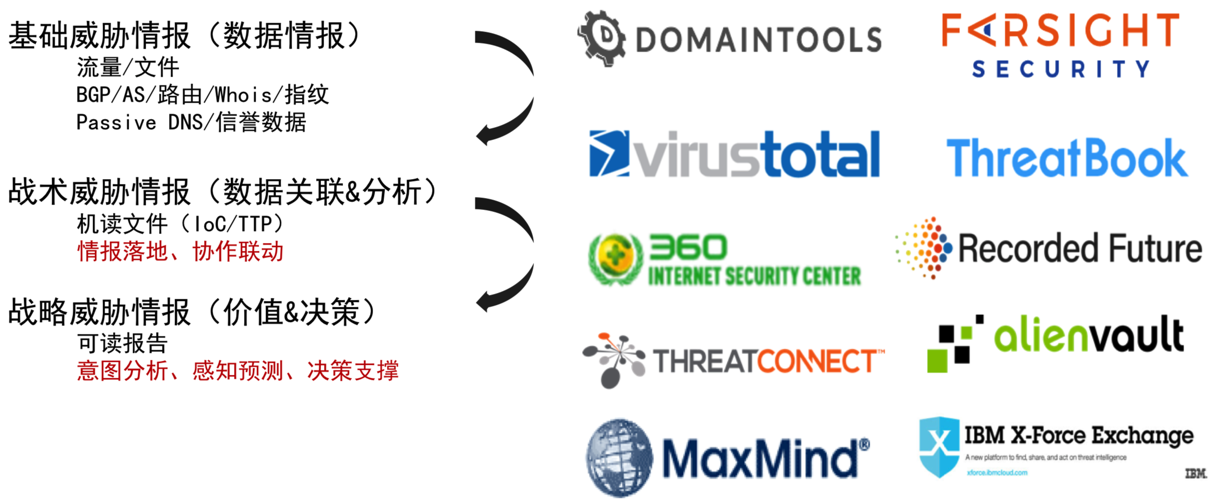 基础威胁情报（数据情报）
流量/文件
BGP/AS/路由/Whois/指纹
Passive DNS/信誉数据
战术威胁情报（数据关联&分析）
机读文件（IoC/TTP）
情报落地、协作联动
战略威胁情报（价值&决策）
可读报告
意图分析、感知预测、决策支撑
DOMAINTOOLS
FARSIGHT
SECURITY
virustotal
ThreatBook
360
INTERNET SECURITY CENTER
Recorded Future
THREATCONNECT™
alienvault
MaxMind®
IBM X-Force Exchange
A new platform to find, share, and act on threat intelligence
xforce.ibmcloud.com
IBM.